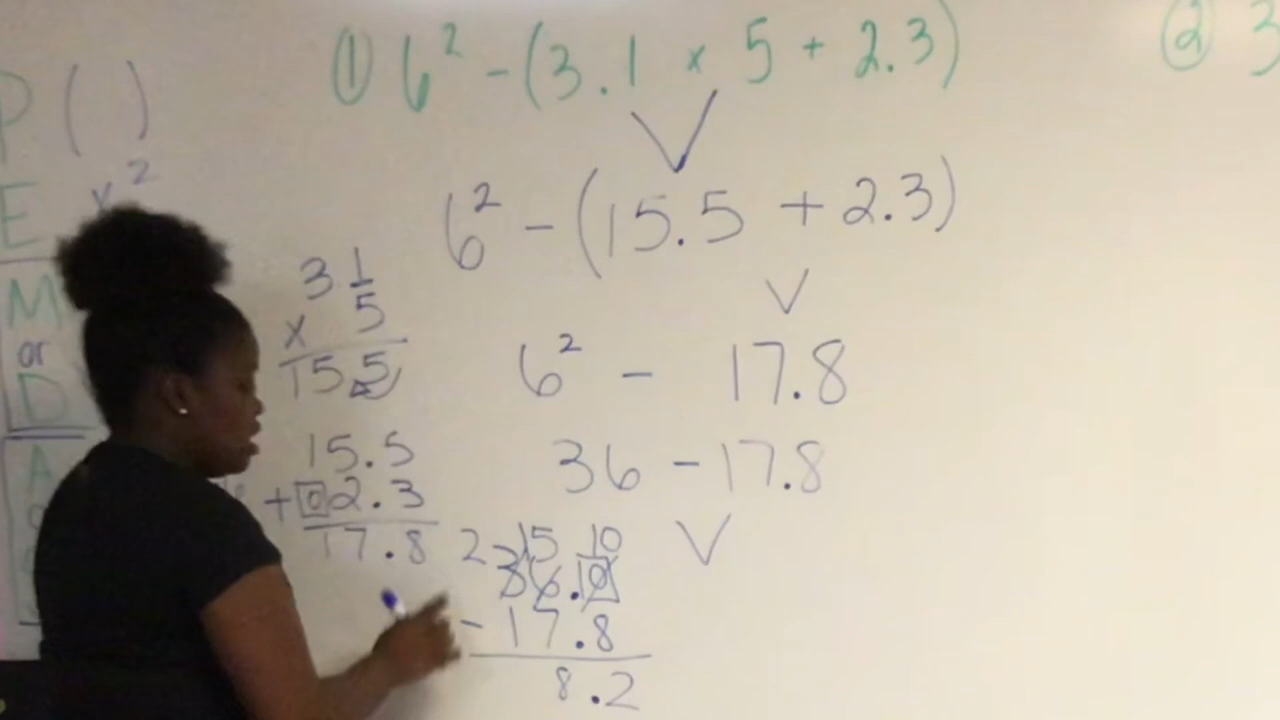 ① 6² - (3.1 × 5 + 2.3)
② 3
P ( )
E x²
M
or
D
A
6² - (15.5 + 2.3)
3.1
× 5
15.5
6² - 17.8
15.5
+ 02.3
17.8
36 - 17.8
2 15 10
36.10
- 17.8
8.2